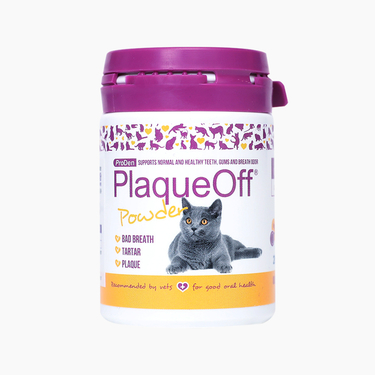 ProDen SUPPORTS NORMAL AND HEALTHY TEETH, GUMS AND BREATH ODOR
PlaqueOff®
Powder
BAD BREATH
TARTAR
PLAQUE
Recommended by vets for good oral health.